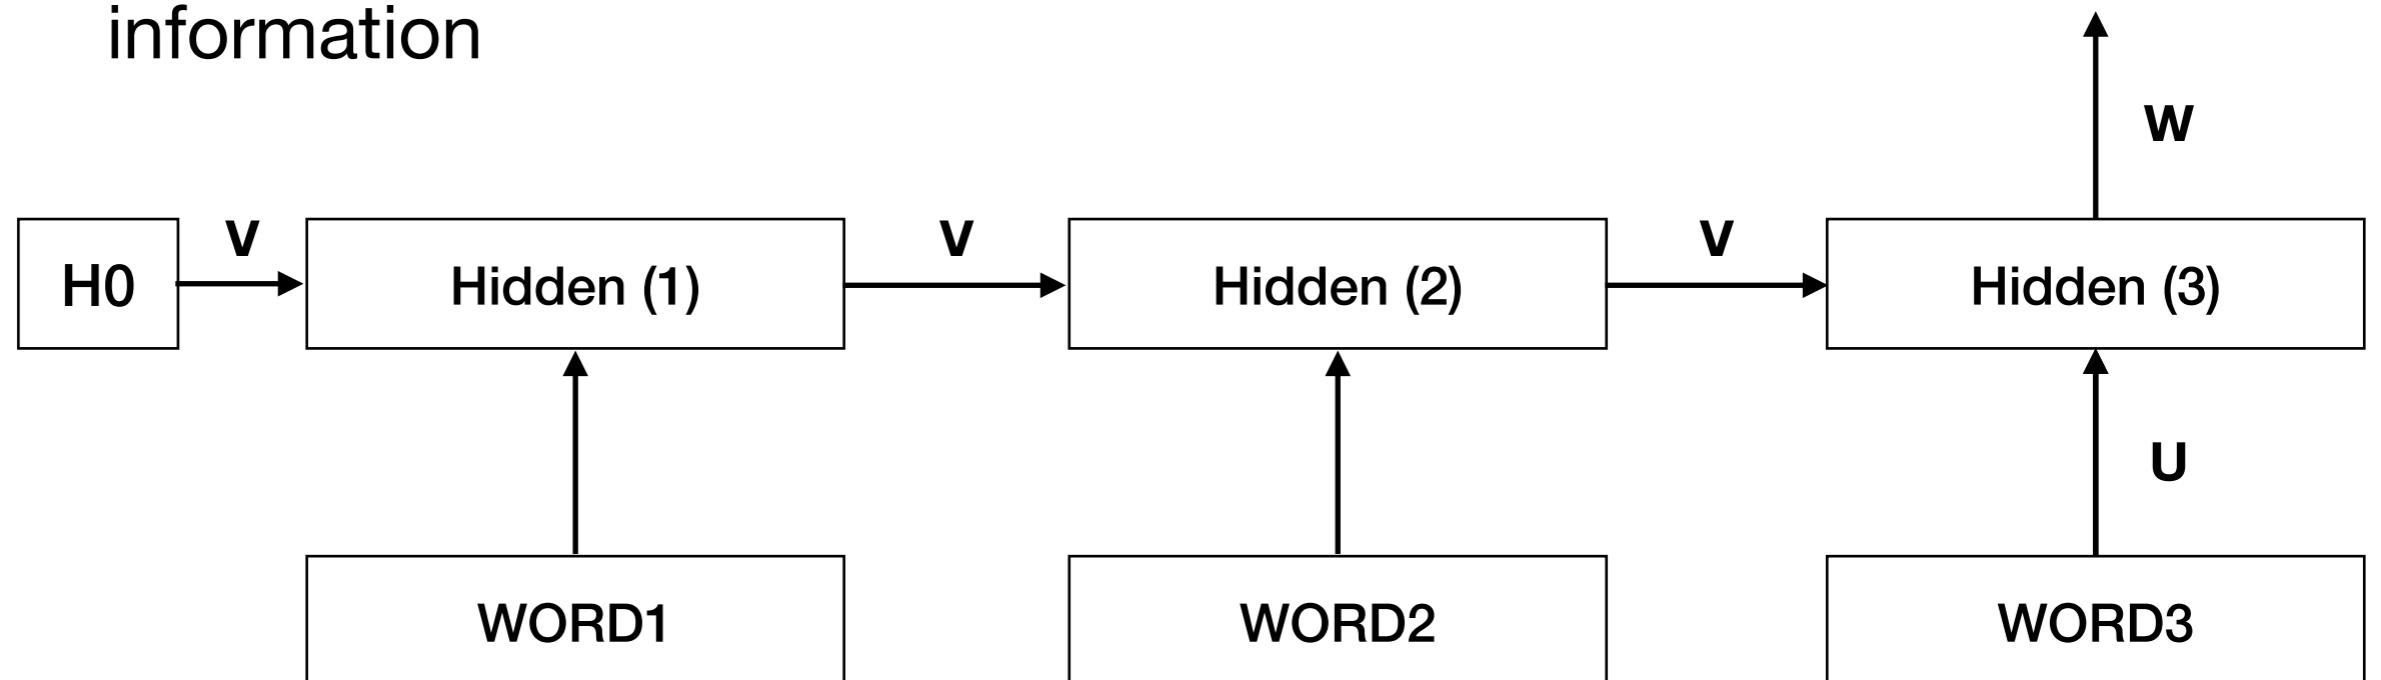 information
W
V
V
V
H0
Hidden (1)
Hidden (2)
Hidden (3)
U
WORD1
WORD2
WORD3